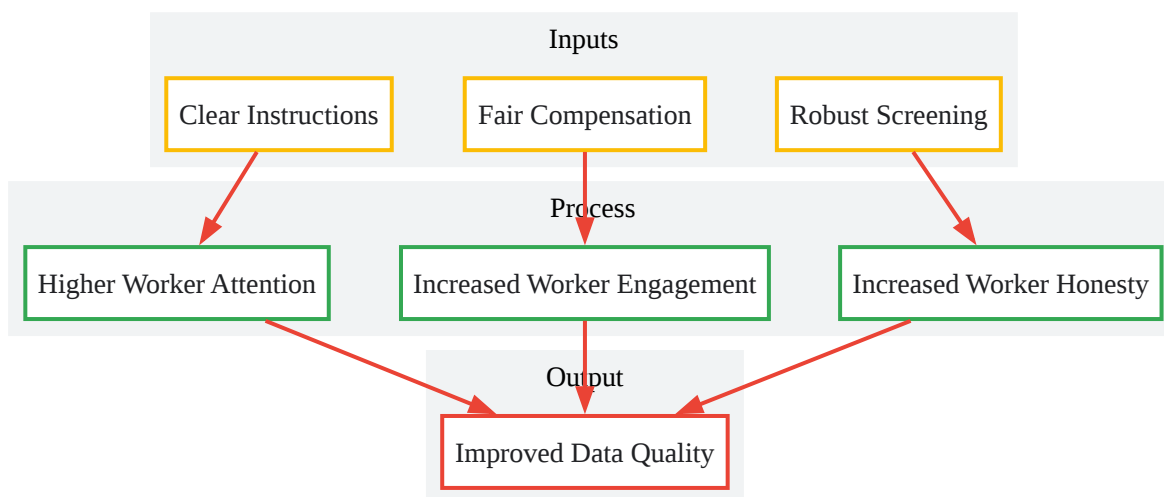 Inputs
Clear Instructions
Fair Compensation
Robust Screening
Process
Higher Worker Attention
Increased Worker Engagement
Increased Worker Honesty
Output
Improved Data Quality